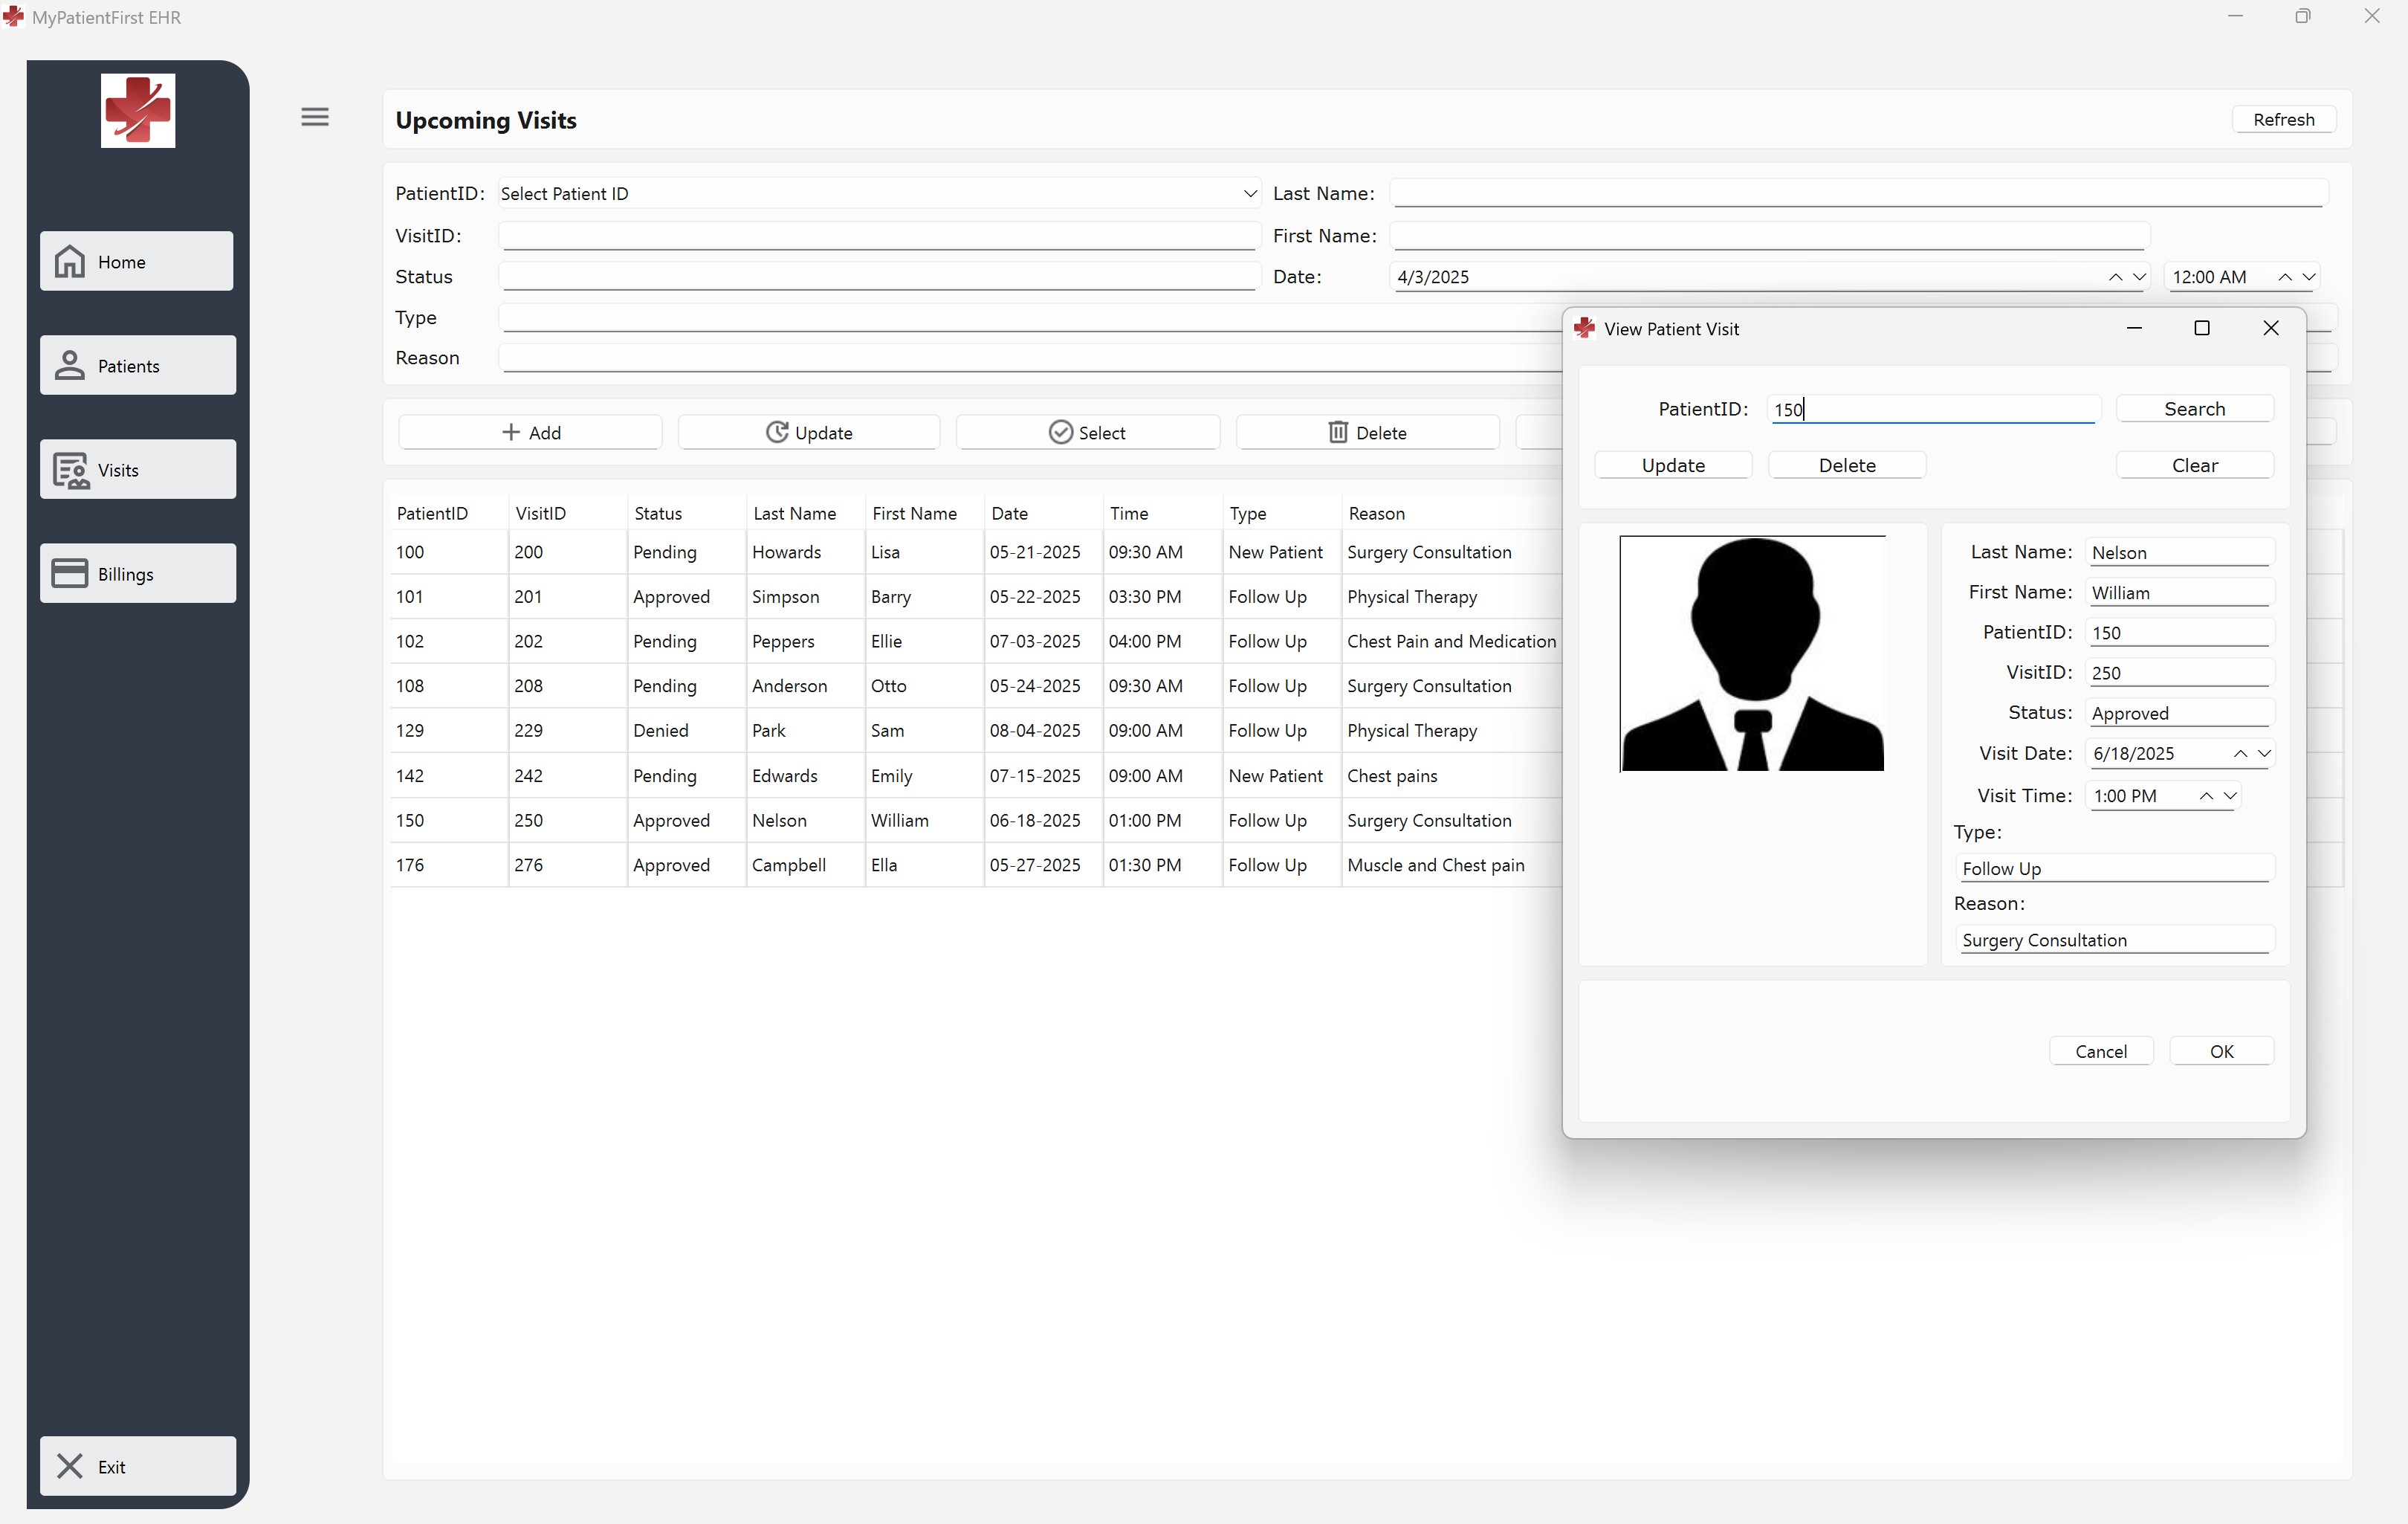 MyPatientFirst EHR
Upcoming Visits
Refresh
PatientID: Select Patient ID Last Name:
VisitID: First Name:
Status Date: 4/3/2025 12:00 AM
Type
Reason
Add Update Select Delete
PatientID VisitID Status Last Name First Name Date Time Type Reason
100 200 Pending Howards Lisa 05-21-2025 09:30 AM New Patient Surgery Consultation
101 201 Approved Simpson Barry 05-22-2025 03:30 PM Follow Up Physical Therapy
102 202 Pending Peppers Ellie 07-03-2025 04:00 PM Follow Up Chest Pain and Medication
108 208 Pending Anderson Otto 05-24-2025 09:30 AM Follow Up Surgery Consultation
129 229 Denied Park Sam 08-04-2025 09:00 AM Follow Up Physical Therapy
142 242 Pending Edwards Emily 07-15-2025 09:00 AM New Patient Chest pains
150 250 Approved Nelson William 06-18-2025 01:00 PM Follow Up Surgery Consultation
176 276 Approved Campbell Ella 05-27-2025 01:30 PM Follow Up Muscle and Chest pain
Home
Patients
Visits
Billings
Exit
View Patient Visit
PatientID: 150 Search
Update Delete Clear
Last Name: Nelson
First Name: William
PatientID: 150
VisitID: 250
Status: Approved
Visit Date: 6/18/2025
Visit Time: 1:00 PM
Type:
Follow Up
Reason:
Surgery Consultation
Cancel OK